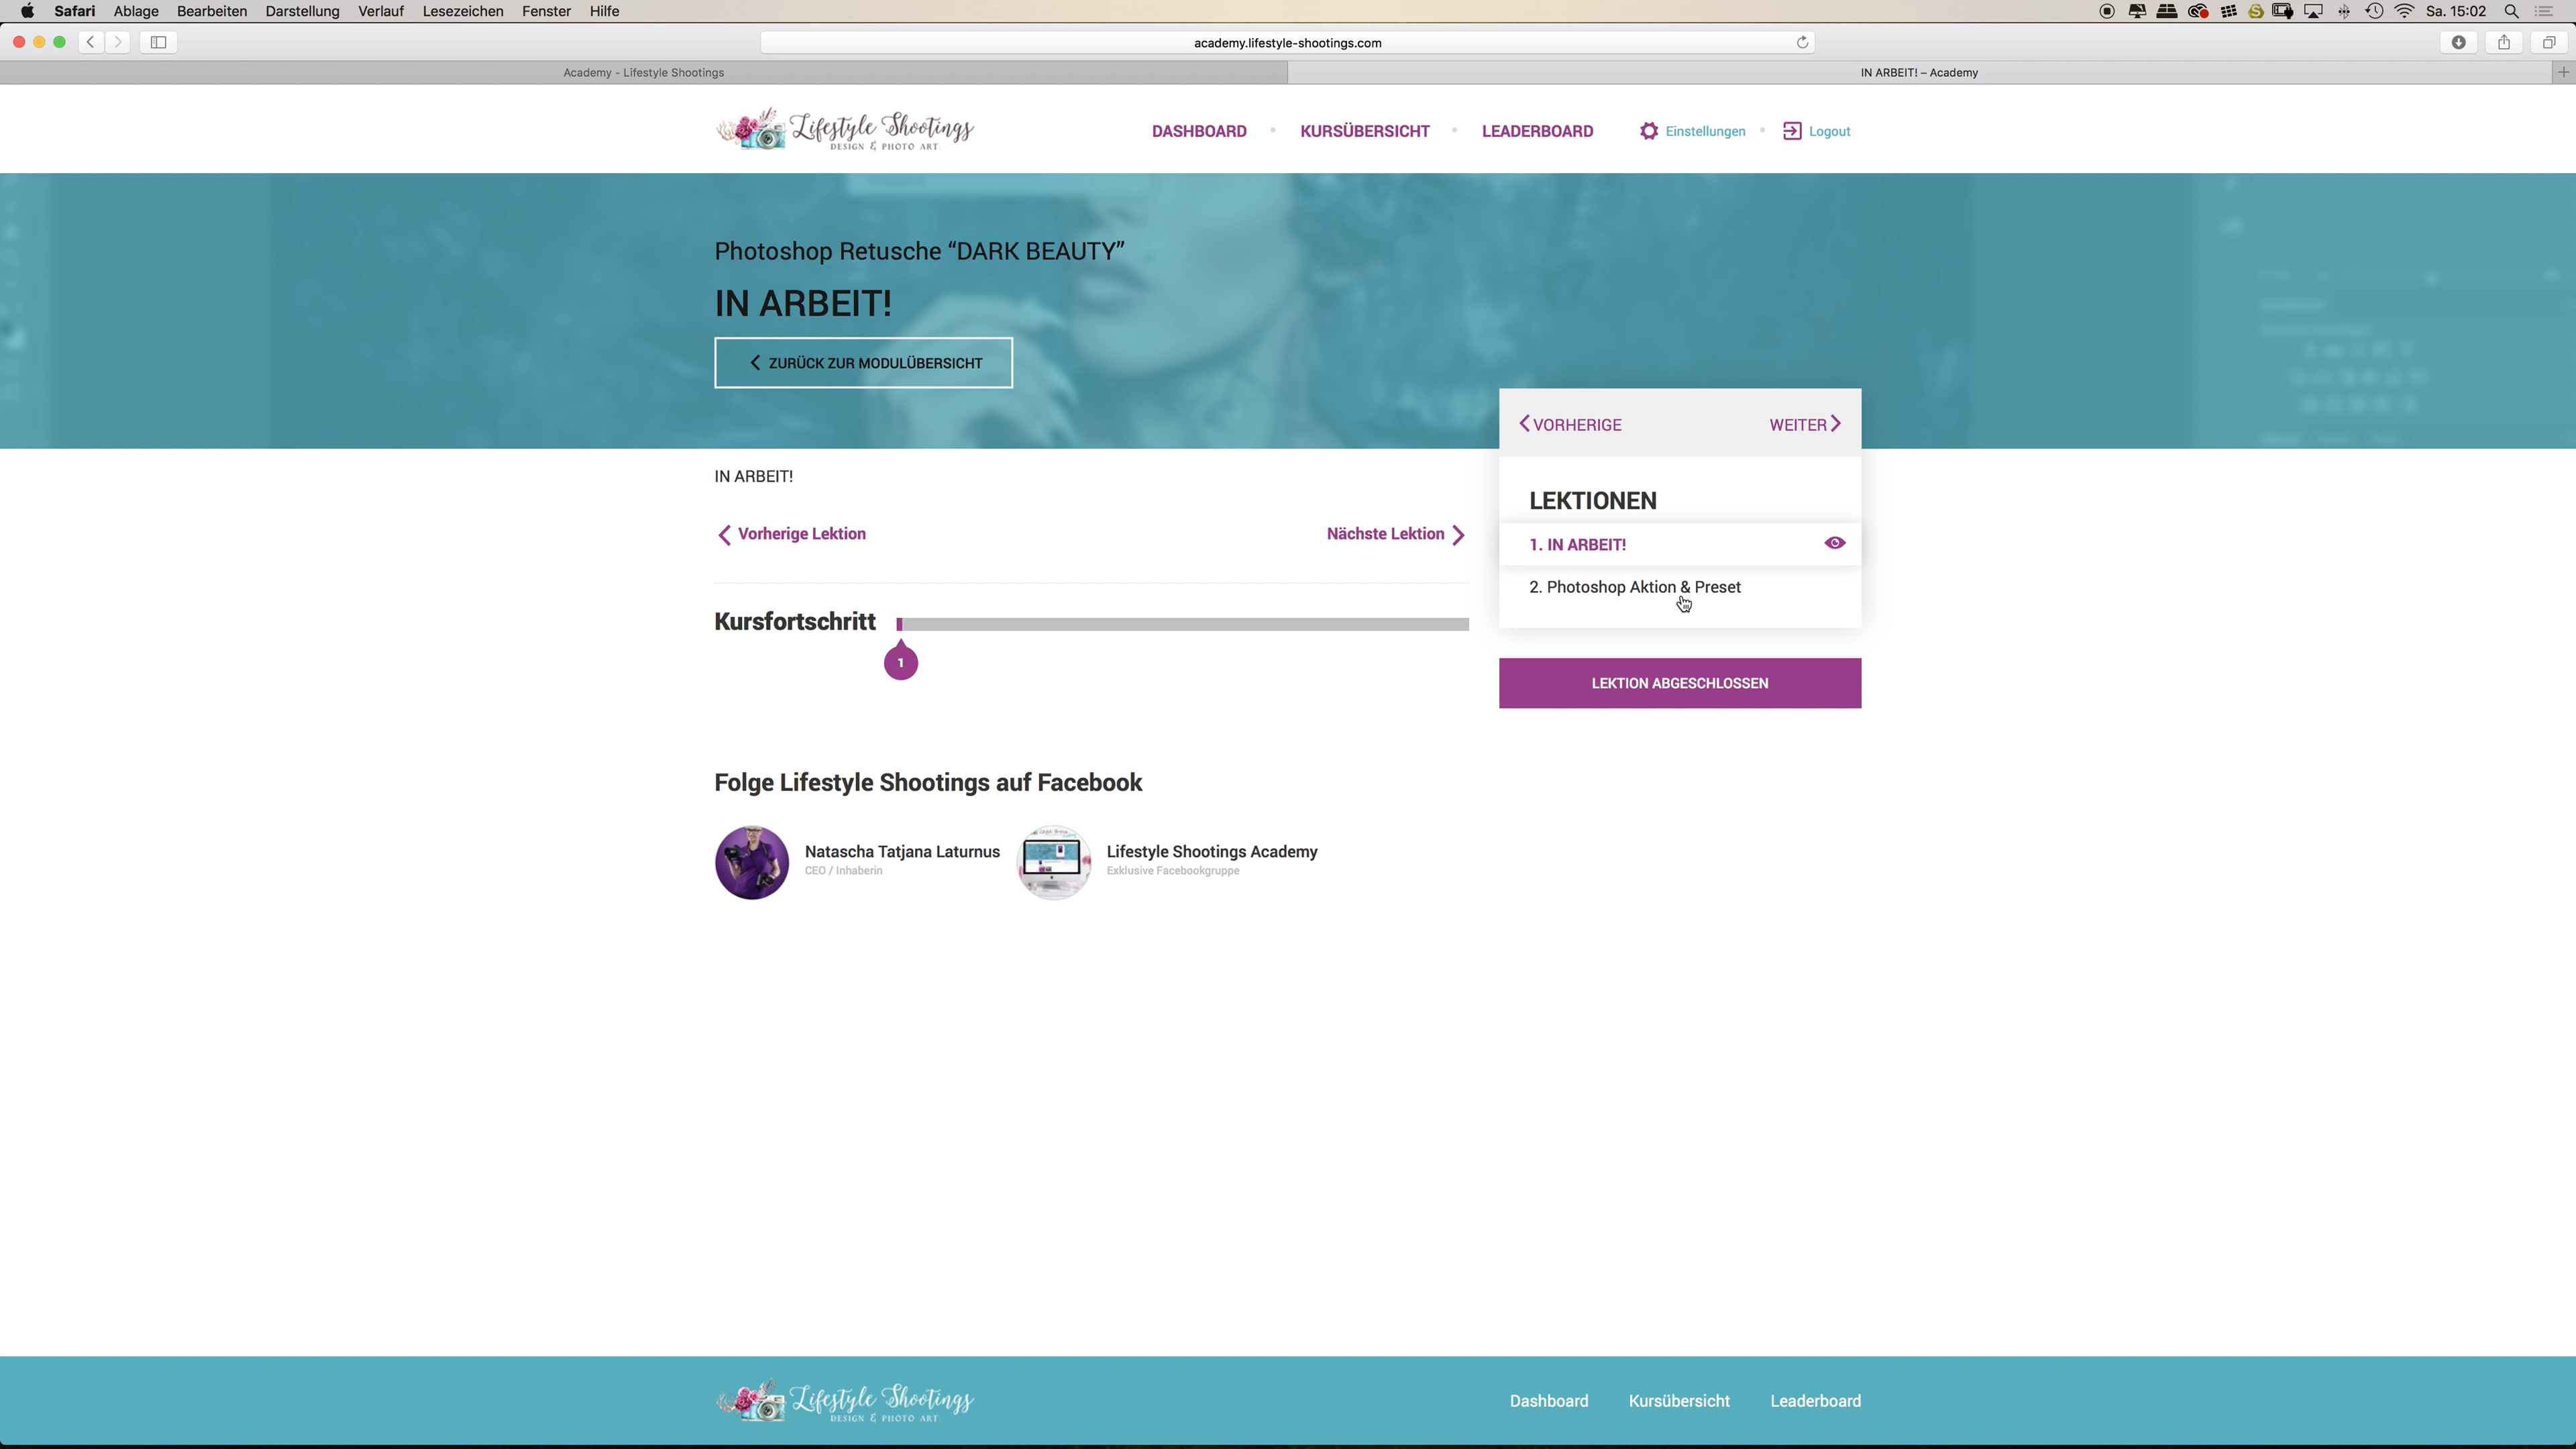 Safari Ablage Bearbeiten Darstellung Verlauf Lesezeichen Fenster Hilfe Sa. 15:02
academy.lifestyle-shootings.com
Academy - Lifestyle Shootings IN ARBEIT! – Academy
Lifestyle Shootings
DESIGN & PHOTO ART
DASHBOARD KURSÜBERSICHT LEADERBOARD Einstellungen Logout
Photoshop Retusche “DARK BEAUTY”
IN ARBEIT!
ZURÜCK ZUR MODULÜBERSICHT
VORHERIGE WEITER
IN ARBEIT!
LEKTIONEN
Vorherige Lektion Nächste Lektion
1. IN ARBEIT!
2. Photoshop Aktion & Preset
Kursfortschritt
1
LEKTION ABGESCHLOSSEN
Folge Lifestyle Shootings auf Facebook
Natascha Tatjana Laturnus
CEO / Inhaberin
Lifestyle Shootings Academy
Exklusive Facebookgruppe
Lifestyle Shootings
DESIGN & PHOTO ART
Dashboard Kursübersicht Leaderboard